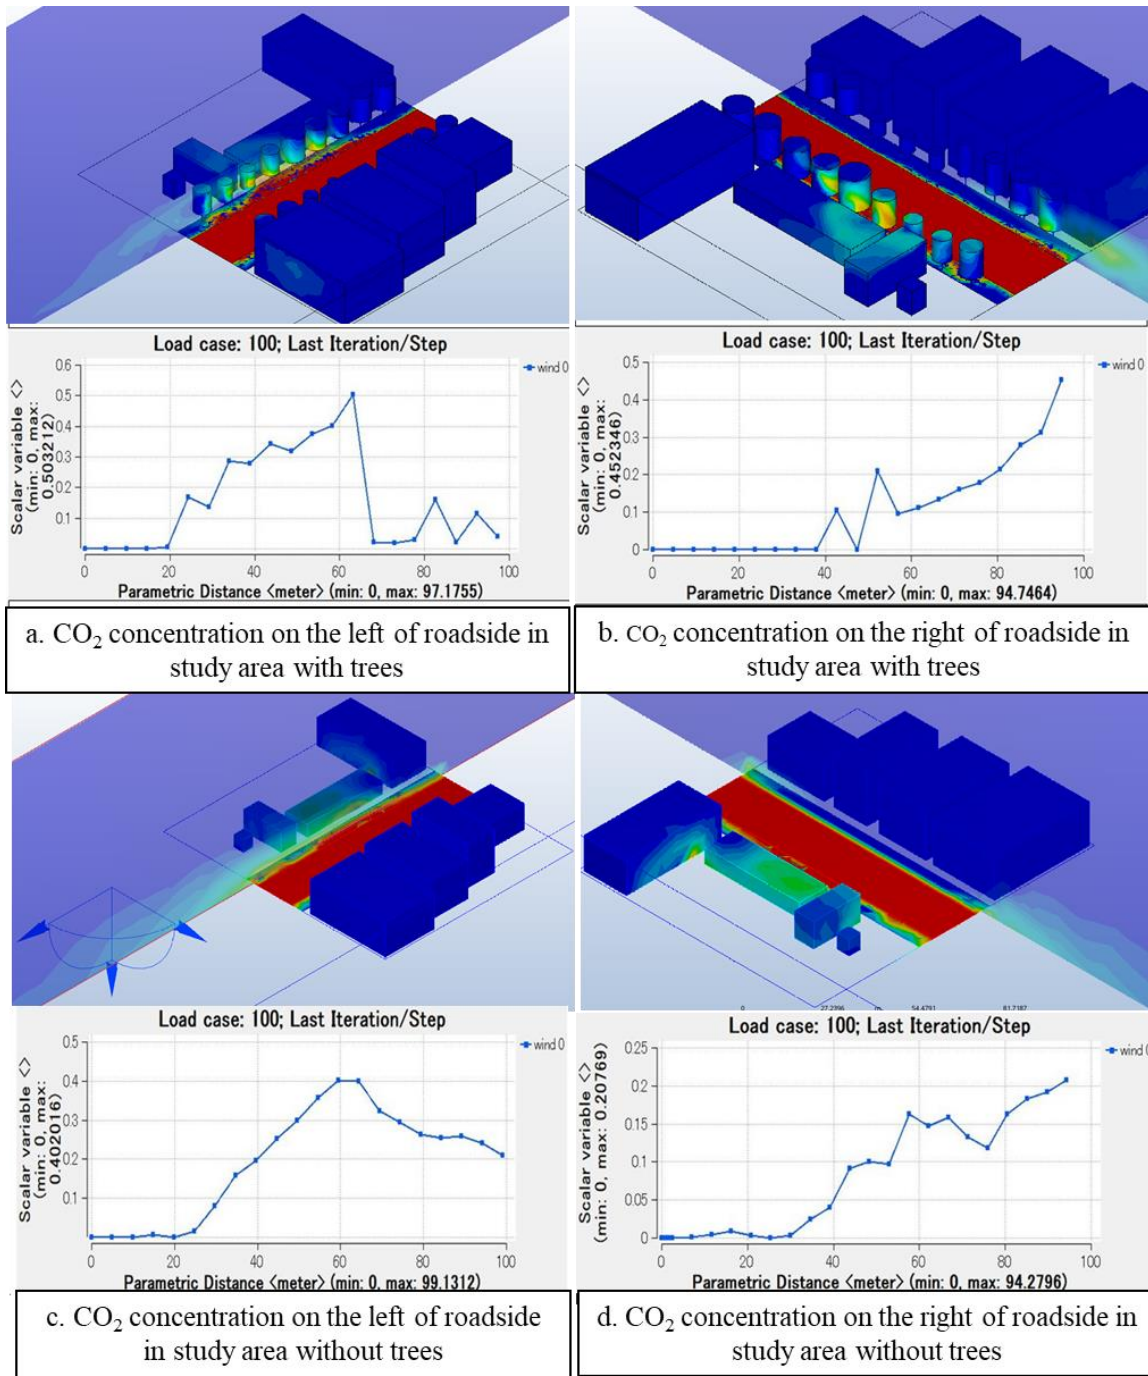 Load case: 100; Last Iteration/Step
wind 0
Scalar variable <>
(min: 0, max:
0.503212)
0.6
0.5
0.4
0.3
0.2
0.1
0 20 40 60 80 100
Parametric Distance <meter> (min: 0, max: 97.1755)
Load case: 100; Last Iteration/Step
wind 0
Scalar variable <>
(min: 0, max:
0.452346)
0.5
0.4
0.3
0.2
0.1
0
0 20 40 60 80 100
Parametric Distance <meter> (min: 0, max: 94.7464)
a. CO₂ concentration on the left of roadside in
study area with trees
b. CO₂ concentration on the right of roadside in
study area with trees
0 27.2396 m 54.4791 81.7187
Load case: 100; Last Iteration/Step
wind 0
Scalar variable <>
(min: 0, max:
0.402016)
0.5
0.4
0.3
0.2
0.1
0 20 40 60 80 100
Parametric Distance <meter> (min: 0, max: 99.1312)
Load case: 100; Last Iteration/Step
wind 0
Scalar variable <>
(min: 0, max: 0.20769)
0.25
0.2
0.15
0.1
0.05
0
0 20 40 60 80 100
Parametric Distance <meter> (min: 0, max: 94.2796)
c. CO₂ concentration on the left of roadside
in study area without trees
d. CO₂ concentration on the right of roadside in
study area without trees